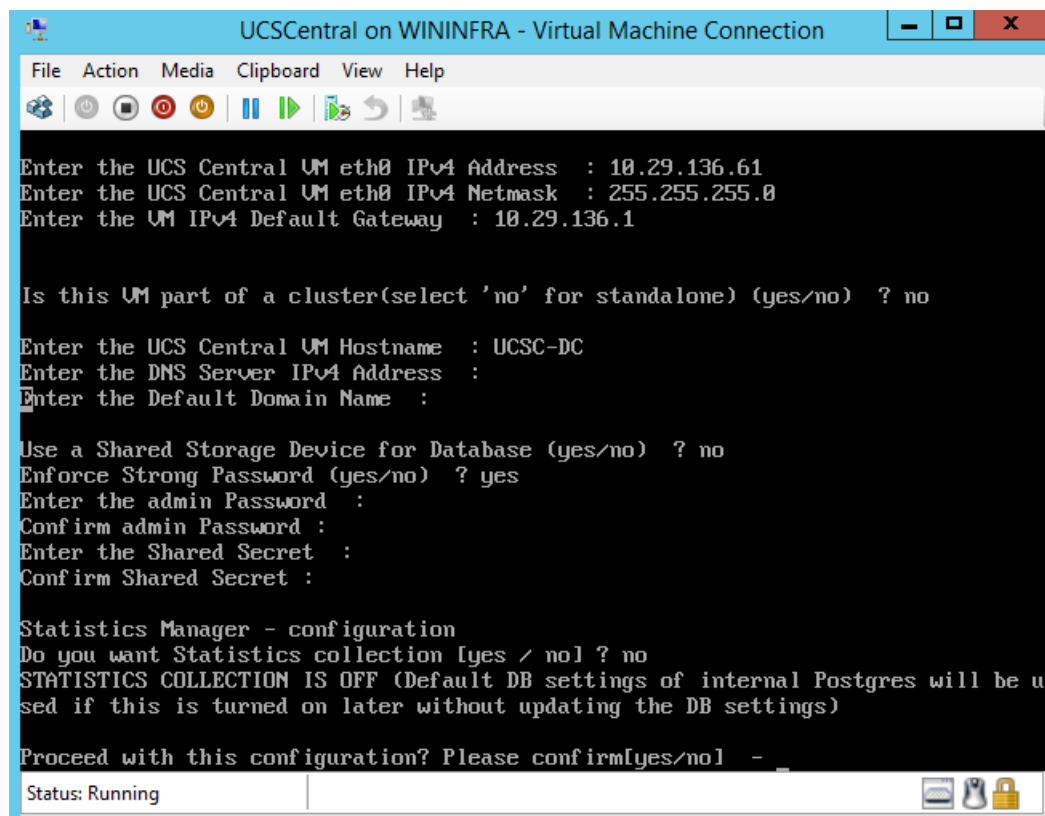 UCSCentral on WININFRA - Virtual Machine Connection
File Action Media Clipboard View Help
Enter the UCS Central VM eth0 IPv4 Address : 10.29.136.61
Enter the UCS Central VM eth0 IPv4 Netmask : 255.255.255.0
Enter the VM IPv4 Default Gateway : 10.29.136.1
Is this VM part of a cluster(select 'no' for standalone) (yes/no) ? no
Enter the UCS Central VM Hostname : UCSC-DC
Enter the DNS Server IPv4 Address :
Enter the Default Domain Name :
Use a Shared Storage Device for Database (yes/no) ? no
Enforce Strong Password (yes/no) ? yes
Enter the admin Password :
Confirm admin Password :
Enter the Shared Secret :
Confirm Shared Secret :
Statistics Manager - configuration
Do you want Statistics collection [yes / no] ? no
STATISTICS COLLECTION IS OFF (Default DB settings of internal Postgres will be u
sed if this is turned on later without updating the DB settings)
Proceed with this configuration? Please confirm[yes/no] - _
Status: Running